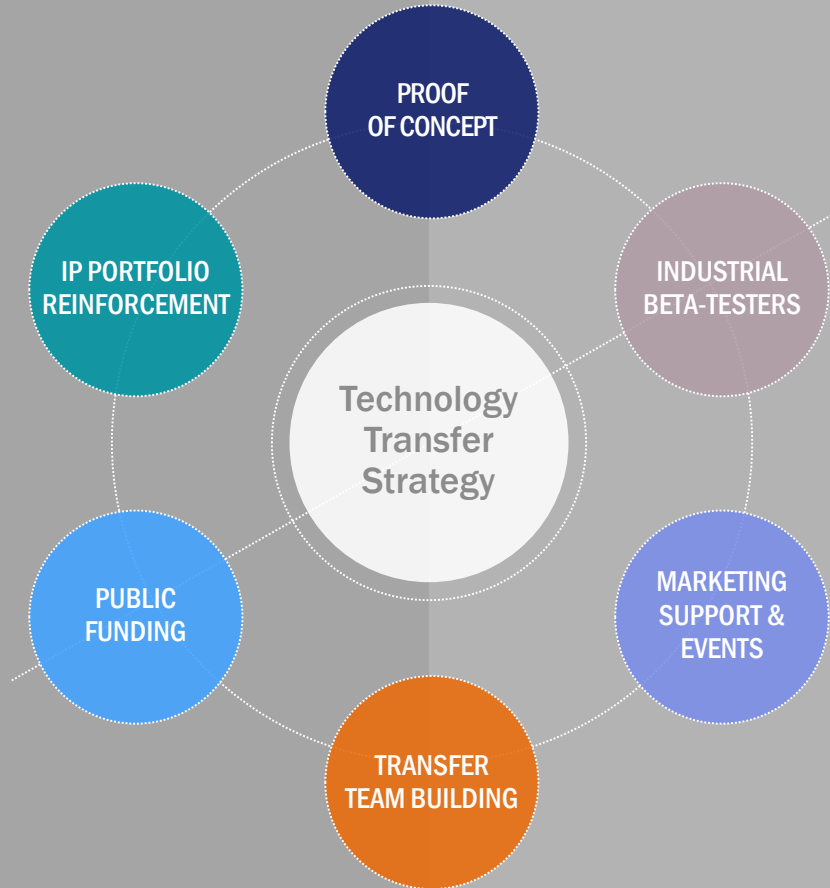 PROOF
OF CONCEPT
IP PORTFOLIO
REINFORCEMENT
INDUSTRIAL
BETA-TESTERS
Technology
Transfer
Strategy
PUBLIC
FUNDING
MARKETING
SUPPORT &
EVENTS
TRANSFER
TEAM BUILDING